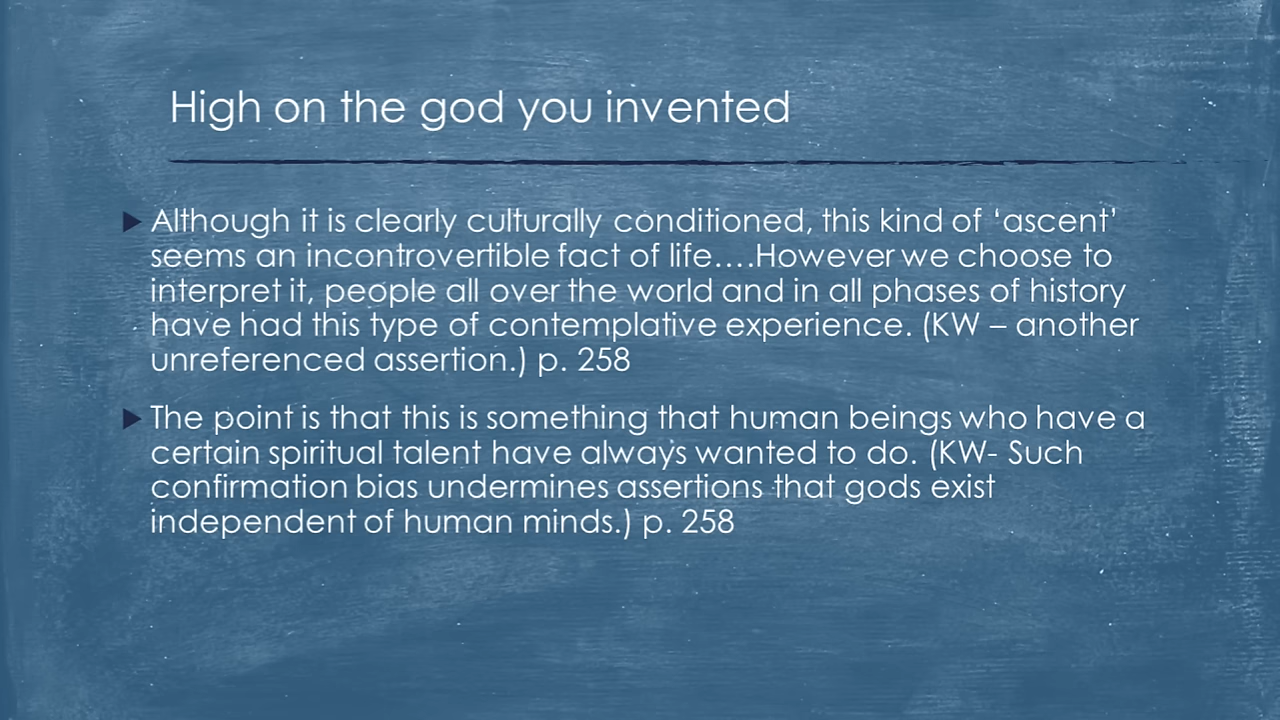 High on the god you invented
Although it is clearly culturally conditioned, this kind of ‘ascent’
seems an incontrovertible fact of life….However we choose to
interpret it, people all over the world and in all phases of history
have had this type of contemplative experience. (KW – another
unreferenced assertion.) p. 258
The point is that this is something that human beings who have a
certain spiritual talent have always wanted to do. (KW- Such
confirmation bias undermines assertions that gods exist
independent of human minds.) p. 258